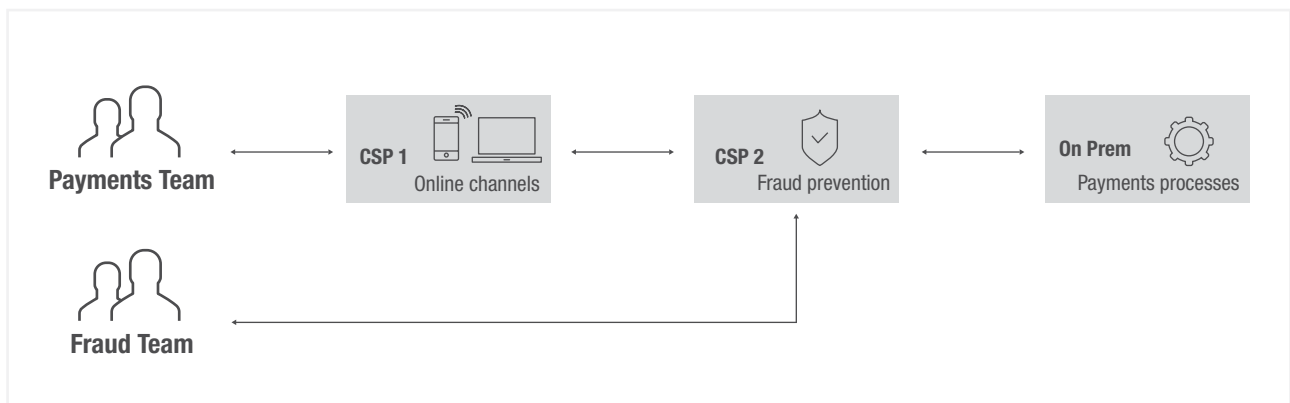 Payments Team
CSP 1
Online channels
CSP 2
Fraud prevention
On Prem
Payments processes
Fraud Team